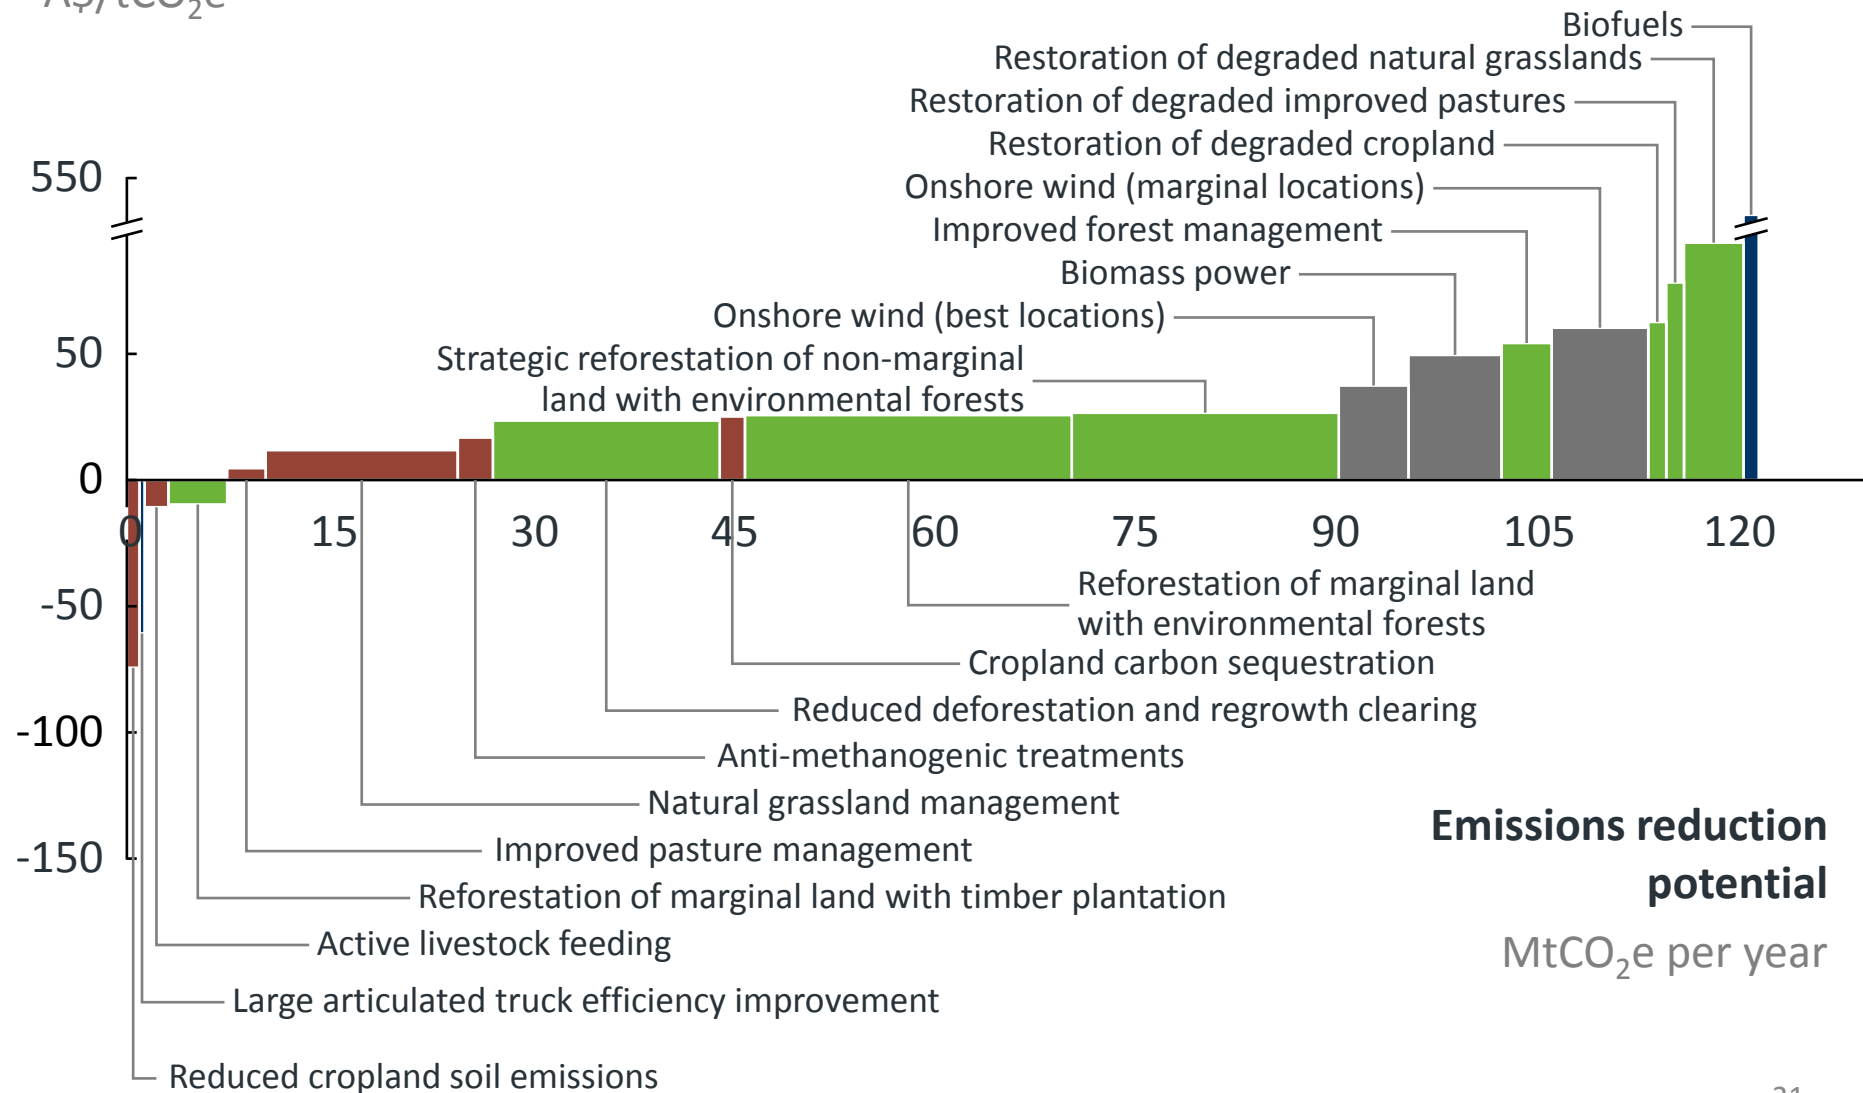 A$/tCO₂e
Biofuels
Restoration of degraded natural grasslands
Restoration of degraded improved pastures
Restoration of degraded cropland
550
Onshore wind (marginal locations)
Improved forest management
Biomass power
Onshore wind (best locations)
50
Strategic reforestation of non-marginal
land with environmental forests
0
0 15 30 45 60 75 90 105 120
-50
Reforestation of marginal land
with environmental forests
Cropland carbon sequestration
Reduced deforestation and regrowth clearing
-100
Anti-methanogenic treatments
Natural grassland management
-150
Improved pasture management
Reforestation of marginal land with timber plantation
Active livestock feeding
Large articulated truck efficiency improvement
Reduced cropland soil emissions
Emissions reduction
potential
MtCO₂e per year